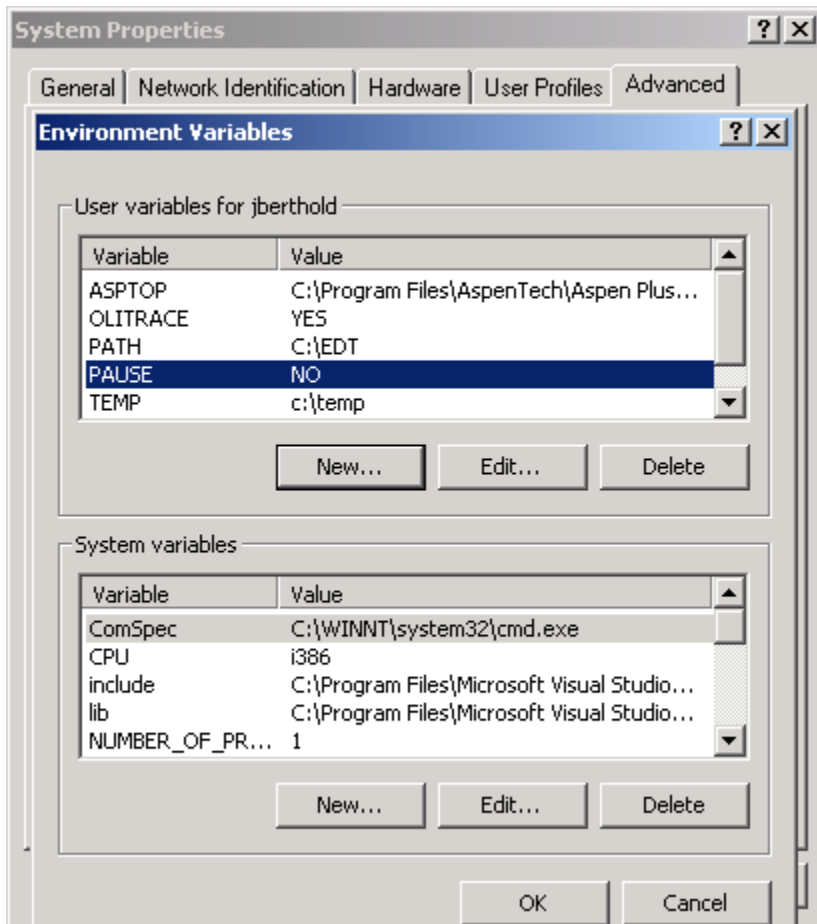 System Properties
General Network Identification Hardware User Profiles Advanced
Environment Variables
User variables for jberthold
Variable Value
ASPTOP C:\Program Files\AspenTech\Aspen Plus...
OLITRACE YES
PATH C:\EDT
PAUSE NO
TEMP c:\temp
New... Edit... Delete
System variables
Variable Value
ComSpec C:\WINNT\system32\cmd.exe
CPU i386
include C:\Program Files\Microsoft Visual Studio...
lib C:\Program Files\Microsoft Visual Studio...
NUMBER_OF_PR... 1
New... Edit... Delete
OK Cancel